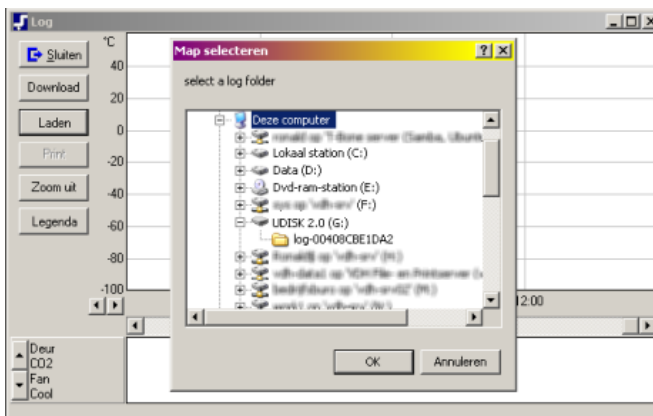 Log
Sluiten
Download
Laden
Print
Zoom uit
Legenda
°C
40
20
0
-20
-40
-60
-80
-100
12:00
Deur
CO2
Fan
Cool
Map selecteren
select a log folder
Deze computer
Lokaal station (C:)
Data (D:)
Dvd-ram-station (E:)
(F:)
UDISK 2.0 (G:)
log-00408CBE1DA2
OK
Annuleren